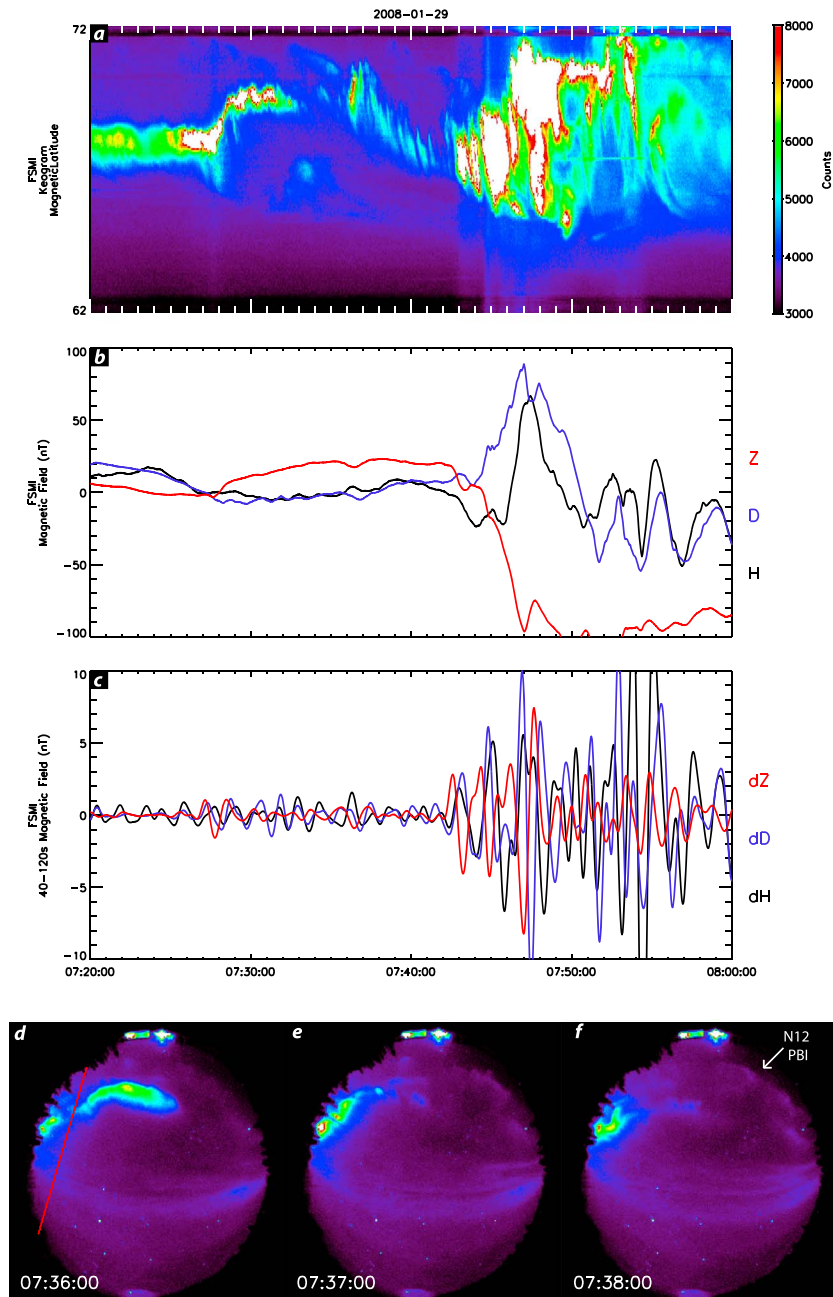 2008-01-29
a
72
62
FSMI
Keogram
MagneticLatitude
8000
7000
6000
5000
4000
3000
Counts
b
100
50
0
-50
-100
FSMI
Magnetic Field (nT)
Z
D
H
c
10
5
0
-5
-10
FSMI
40-120s Magnetic Field (nT)
dZ
dD
dH
07:20:00
07:30:00
07:40:00
07:50:00
08:00:00
d
07:36:00
e
07:37:00
f
N12
PBI
07:38:00